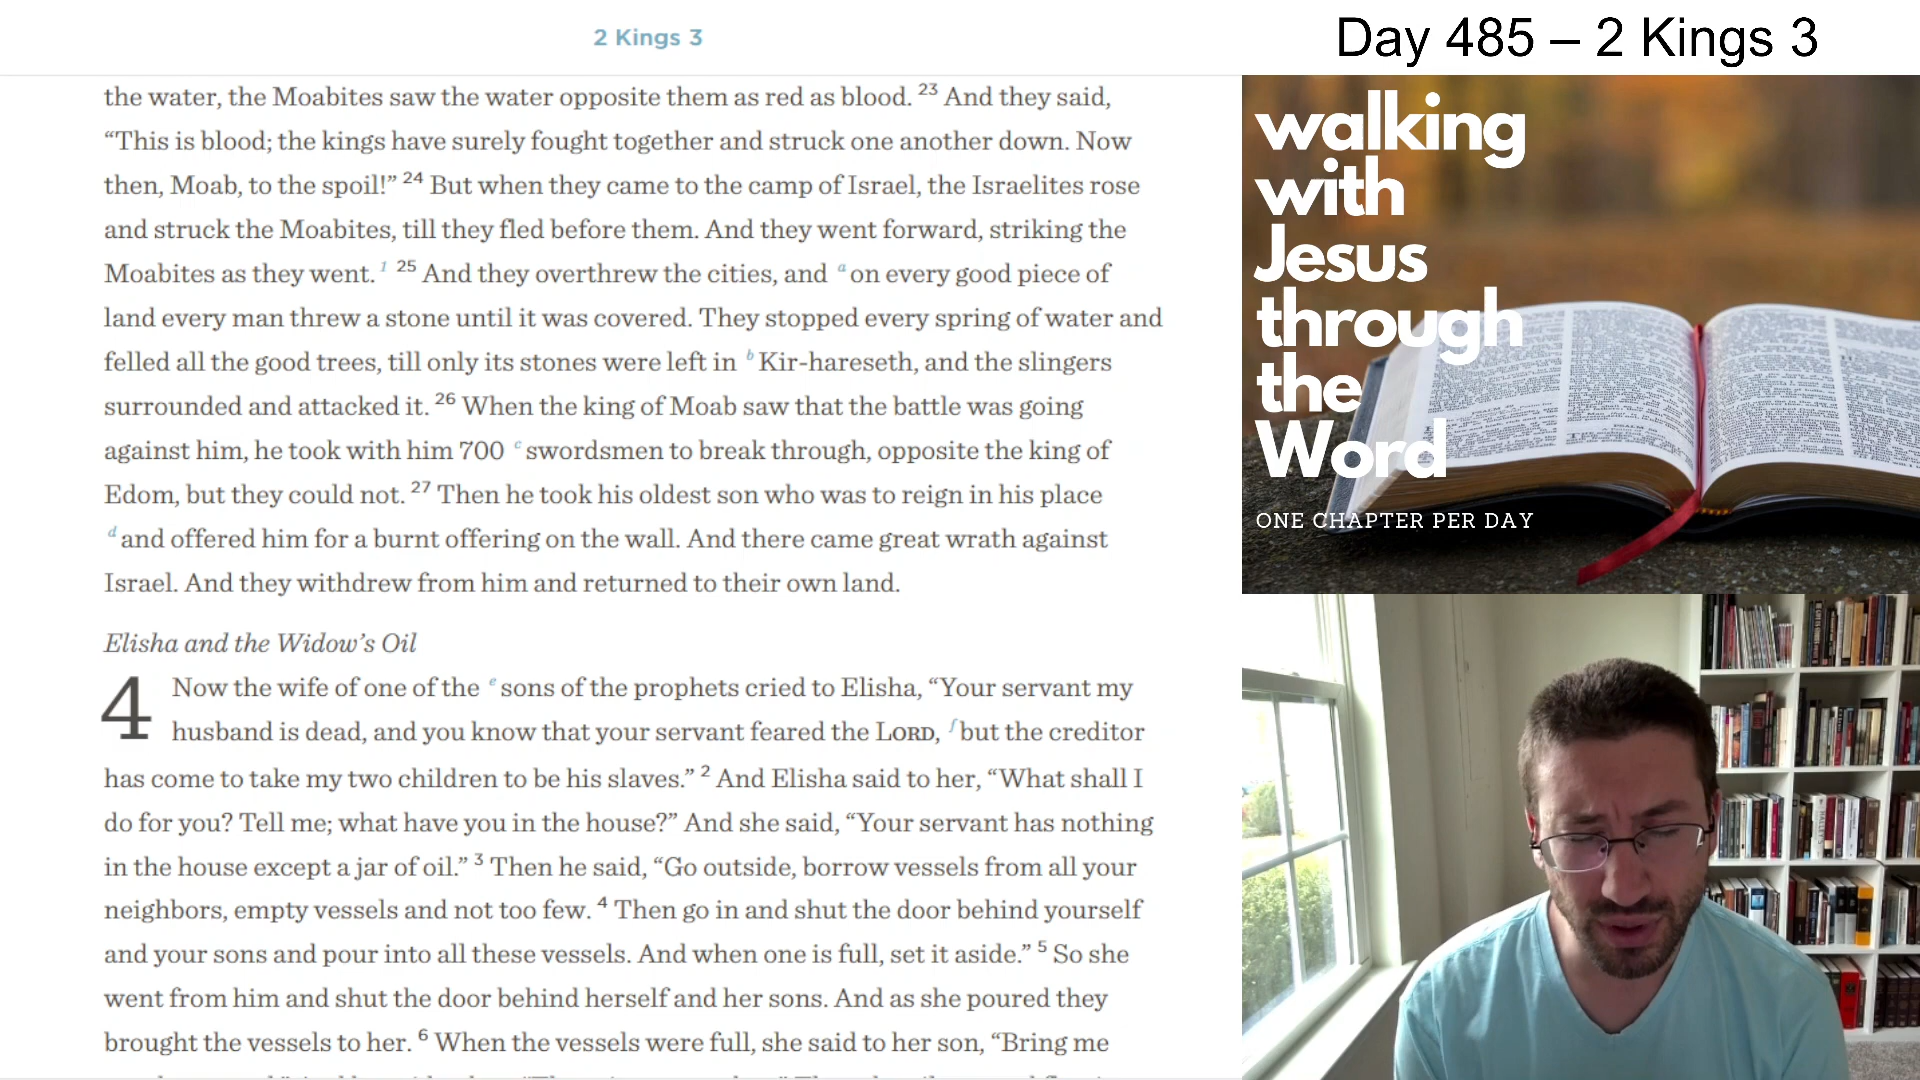 2 Kings 3
Day 485 – 2 Kings 3
the water, the Moabites saw the water opposite them as red as blood. 23 And they said,
“This is blood; the kings have surely fought together and struck one another down. Now
then, Moab, to the spoil!” 24 But when they came to the camp of Israel, the Israelites rose
and struck the Moabites, till they fled before them. And they went forward, striking the
Moabites as they went. 1 25 And they overthrew the cities, and a on every good piece of
land every man threw a stone until it was covered. They stopped every spring of water and
felled all the good trees, till only its stones were left in b Kir-hareseth, and the slingers
surrounded and attacked it. 26 When the king of Moab saw that the battle was going
against him, he took with him 700 c swordsmen to break through, opposite the king of
Edom, but they could not. 27 Then he took his oldest son who was to reign in his place
d and offered him for a burnt offering on the wall. And there came great wrath against
Israel. And they withdrew from him and returned to their own land.
Elisha and the Widow’s Oil
4 Now the wife of one of the e sons of the prophets cried to Elisha, “Your servant my
husband is dead, and you know that your servant feared the LORD, f but the creditor
has come to take my two children to be his slaves.” 2 And Elisha said to her, “What shall I
do for you? Tell me; what have you in the house?” And she said, “Your servant has nothing
in the house except a jar of oil.” 3 Then he said, “Go outside, borrow vessels from all your
neighbors, empty vessels and not too few. 4 Then go in and shut the door behind yourself
and your sons and pour into all these vessels. And when one is full, set it aside.” 5 So she
went from him and shut the door behind herself and her sons. And as she poured they
brought the vessels to her. 6 When the vessels were full, she said to her son, “Bring me
walking
with
Jesus
through
the
Word
ONE CHAPTER PER DAY